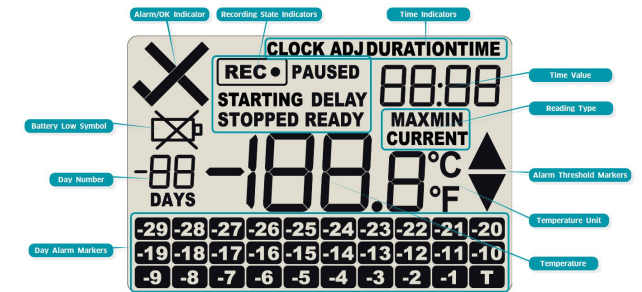 Alarm/OK Indicator
Recording State Indicators
Time Indicators
CLOCK ADJ DURATION TIME
REC● PAUSED
88:88
Time Value
STARTING DELAY
Reading Type
STOPPED READY
MAXMIN
CURRENT
Battery Low Symbol
-188.8
°C
°F
Alarm Threshold Markers
Day Number
-88
DAYS
Temperature Unit
-29 -28 -27 -26 -25 -24 -23 -22 -21 -20
Day Alarm Markers
-19 -18 -17 -16 -15 -14 -13 -12 -11 -10
Temperature
-9 -8 -7 -6 -5 -4 -3 -2 -1 T